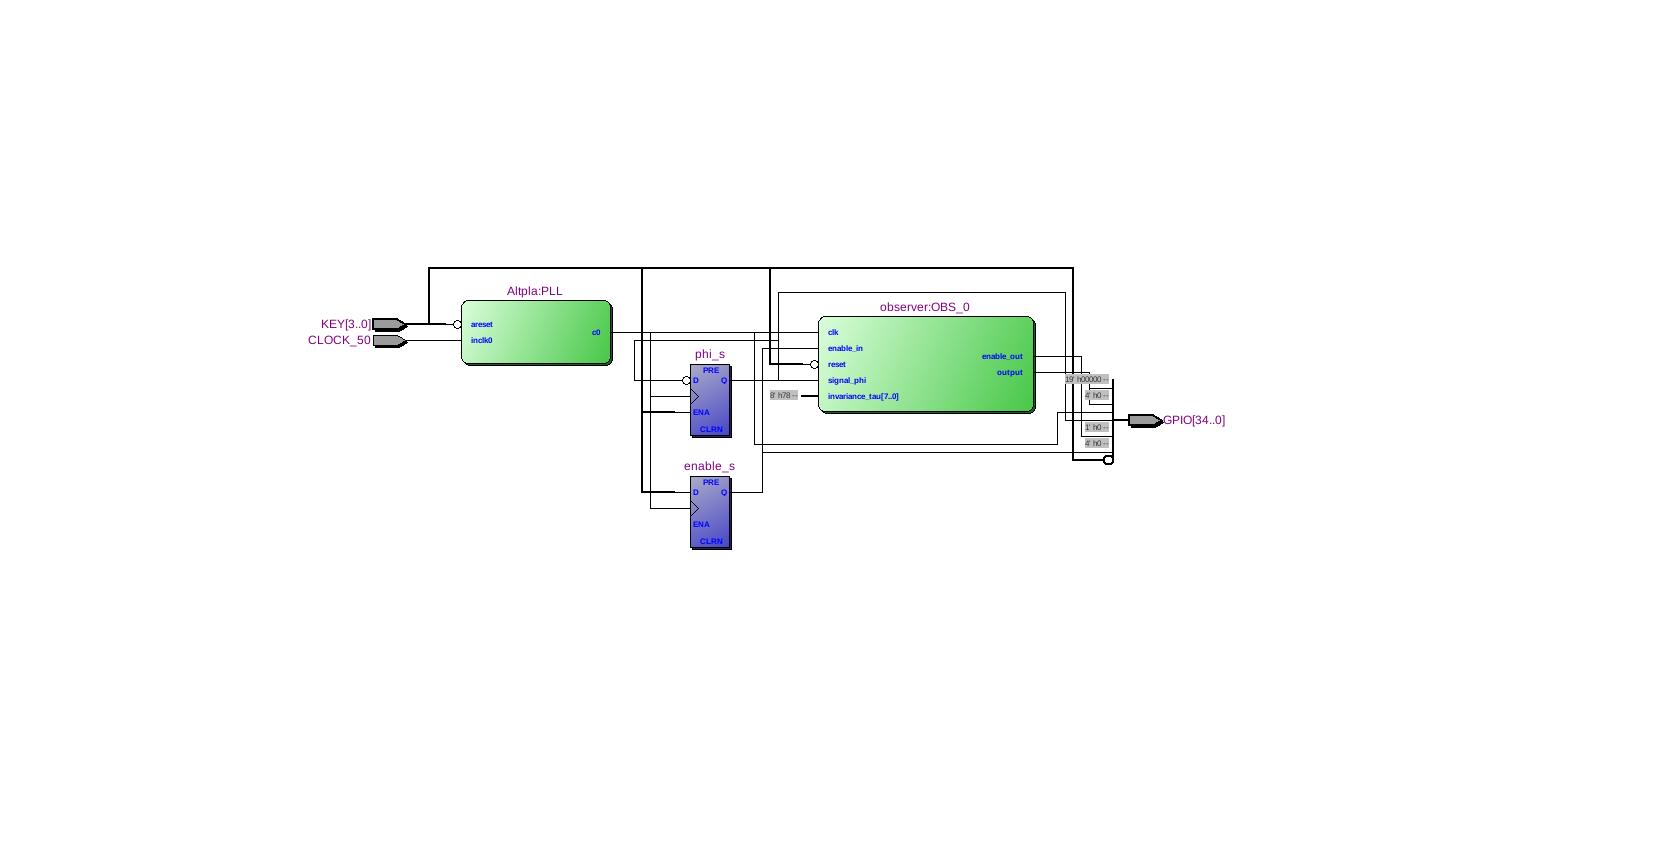 Altpla:PLL
KEY[3..0]
CLOCK_50
areset
inclk0
c0
phi_s
PRE
D
Q
ENA
CLRN
enable_s
PRE
D
Q
ENA
CLRN
observer:OBS_0
clk
enable_in
reset
signal_phi
invariance_tau[7..0]
8' h78 --
enable_out
output
19' h00000 --
4' h0 --
1' h0 --
4' h0 --
GPIO[34..0]